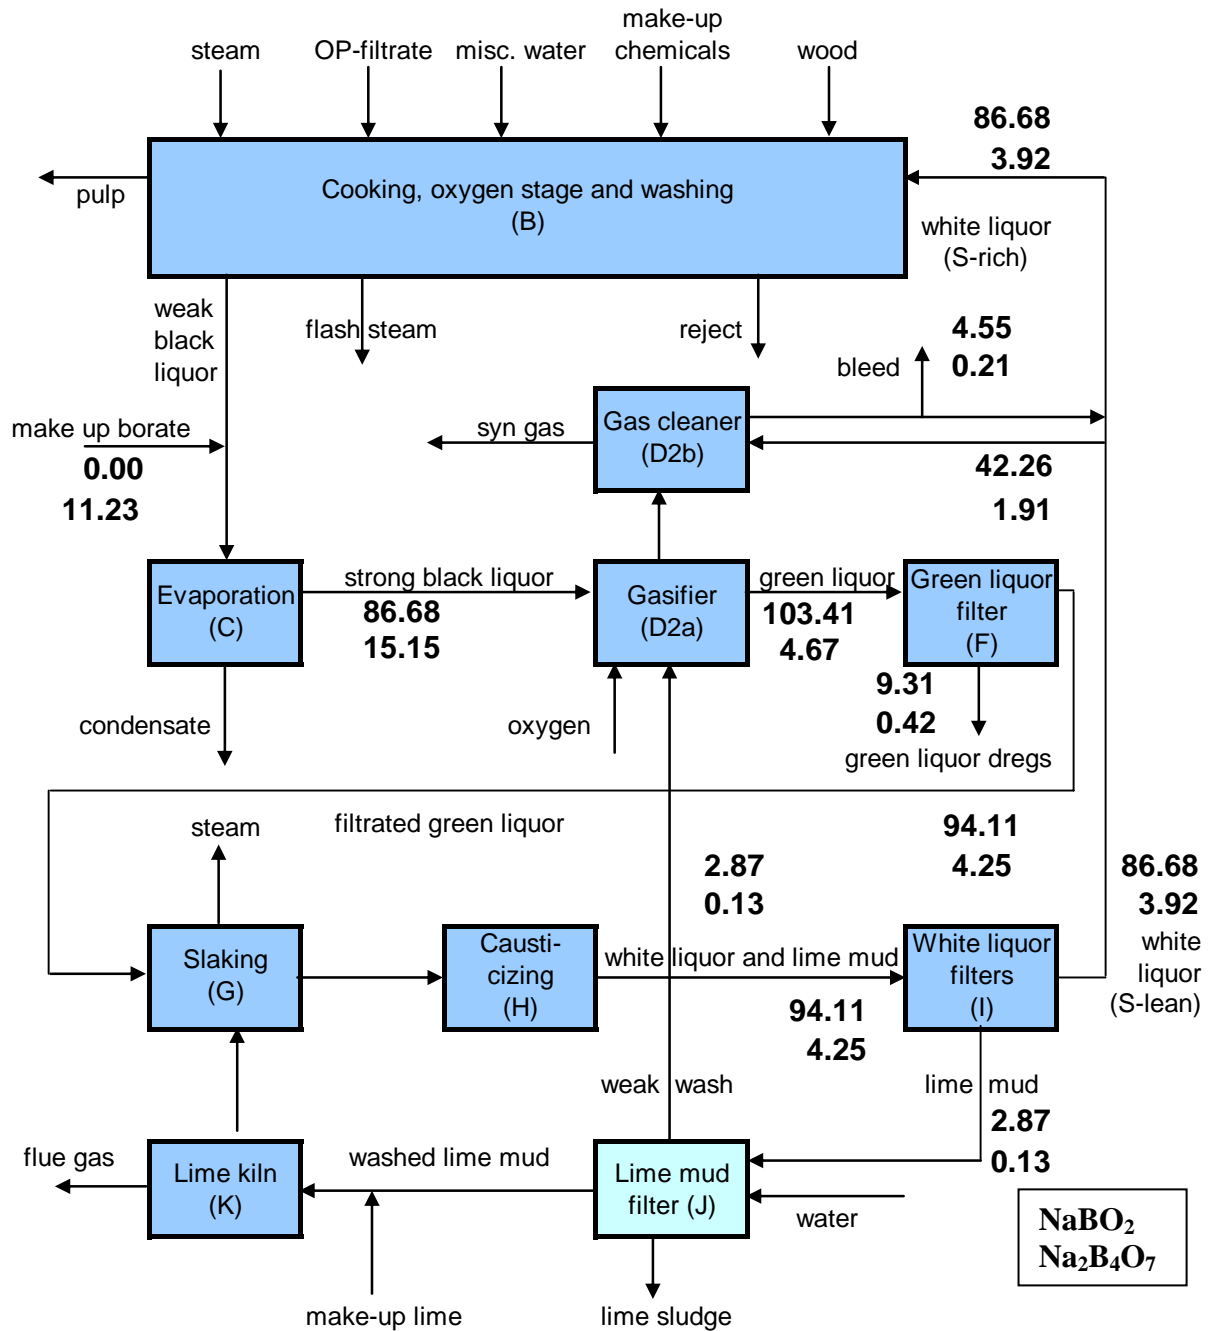 make-up
steam
OP-filtrate
misc. water
chemicals
wood
86.68
3.92
pulp
Cooking, oxygen stage and washing
(B)
white liquor
(S-rich)
weak
black
liquor
flash steam
reject
4.55
0.21
bleed
make up borate
0.00
11.23
syn gas
Gas cleaner
(D2b)
42.26
1.91
Evaporation
(C)
strong black liquor
86.68
15.15
Gasifier
(D2a)
green liquor
103.41
4.67
Green liquor
filter
(F)
9.31
0.42
green liquor dregs
condensate
oxygen
steam
filtrated green liquor
94.11
4.25
2.87
0.13
86.68
3.92
white
liquor
(S-lean)
Slaking
(G)
Causti-
cizing
(H)
white liquor and lime mud
94.11
4.25
White liquor
filters
(I)
weak wash
lime mud
2.87
0.13
flue gas
Lime kiln
(K)
washed lime mud
Lime mud
filter (J)
water
make-up lime
lime sludge
NaBO₂
Na₂B₄O₇